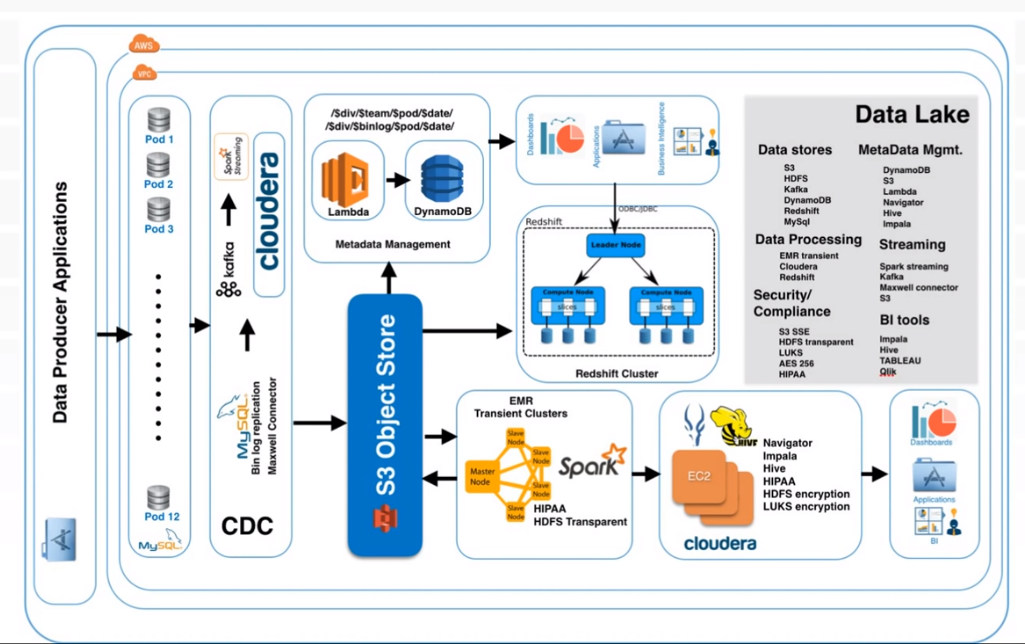 AWS
VPC
Data Producer Applications
Pod 1
Pod 2
Pod 3
Pod 12
MySQL
Spark
Streaming
cloudera
kafka
MySQL
Bin log replication
Maxwell Connector
CDC
/$div/$team/$pod/$date/
/$div/$binlog/$pod/$date/
Lambda
DynamoDB
Metadata Management
S3 Object Store
Dashboards
Applications
Business Intelligence
ODBC/JDBC
Redshift
Leader Node
Compute Node
slices
Compute Node
slices
Redshift Cluster
EMR
Transient Clusters
Master
Node
Slave
Node
Slave
Node
Slave
Node
Slave
Node
Spark
HIPAA
HDFS Transparent
HIVE
EC2
Navigator
Impala
Hive
HIPAA
HDFS encryption
LUKS encryption
cloudera
Dashboards
Applications
BI
Data Lake
Data stores
S3
HDFS
Kafka
DynamoDB
Redshift
MySql
Data Processing
EMR transient
Cloudera
Redshift
Security/
Compliance
S3 SSE
HDFS transparent
LUKS
AES 256
HIPAA
MetaData Mgmt.
DynamoDB
S3
Lambda
Navigator
Hive
Impala
Streaming
Spark streaming
Kafka
Maxwell connector
S3
BI tools
Impala
Hive
TABLEAU
Qlik